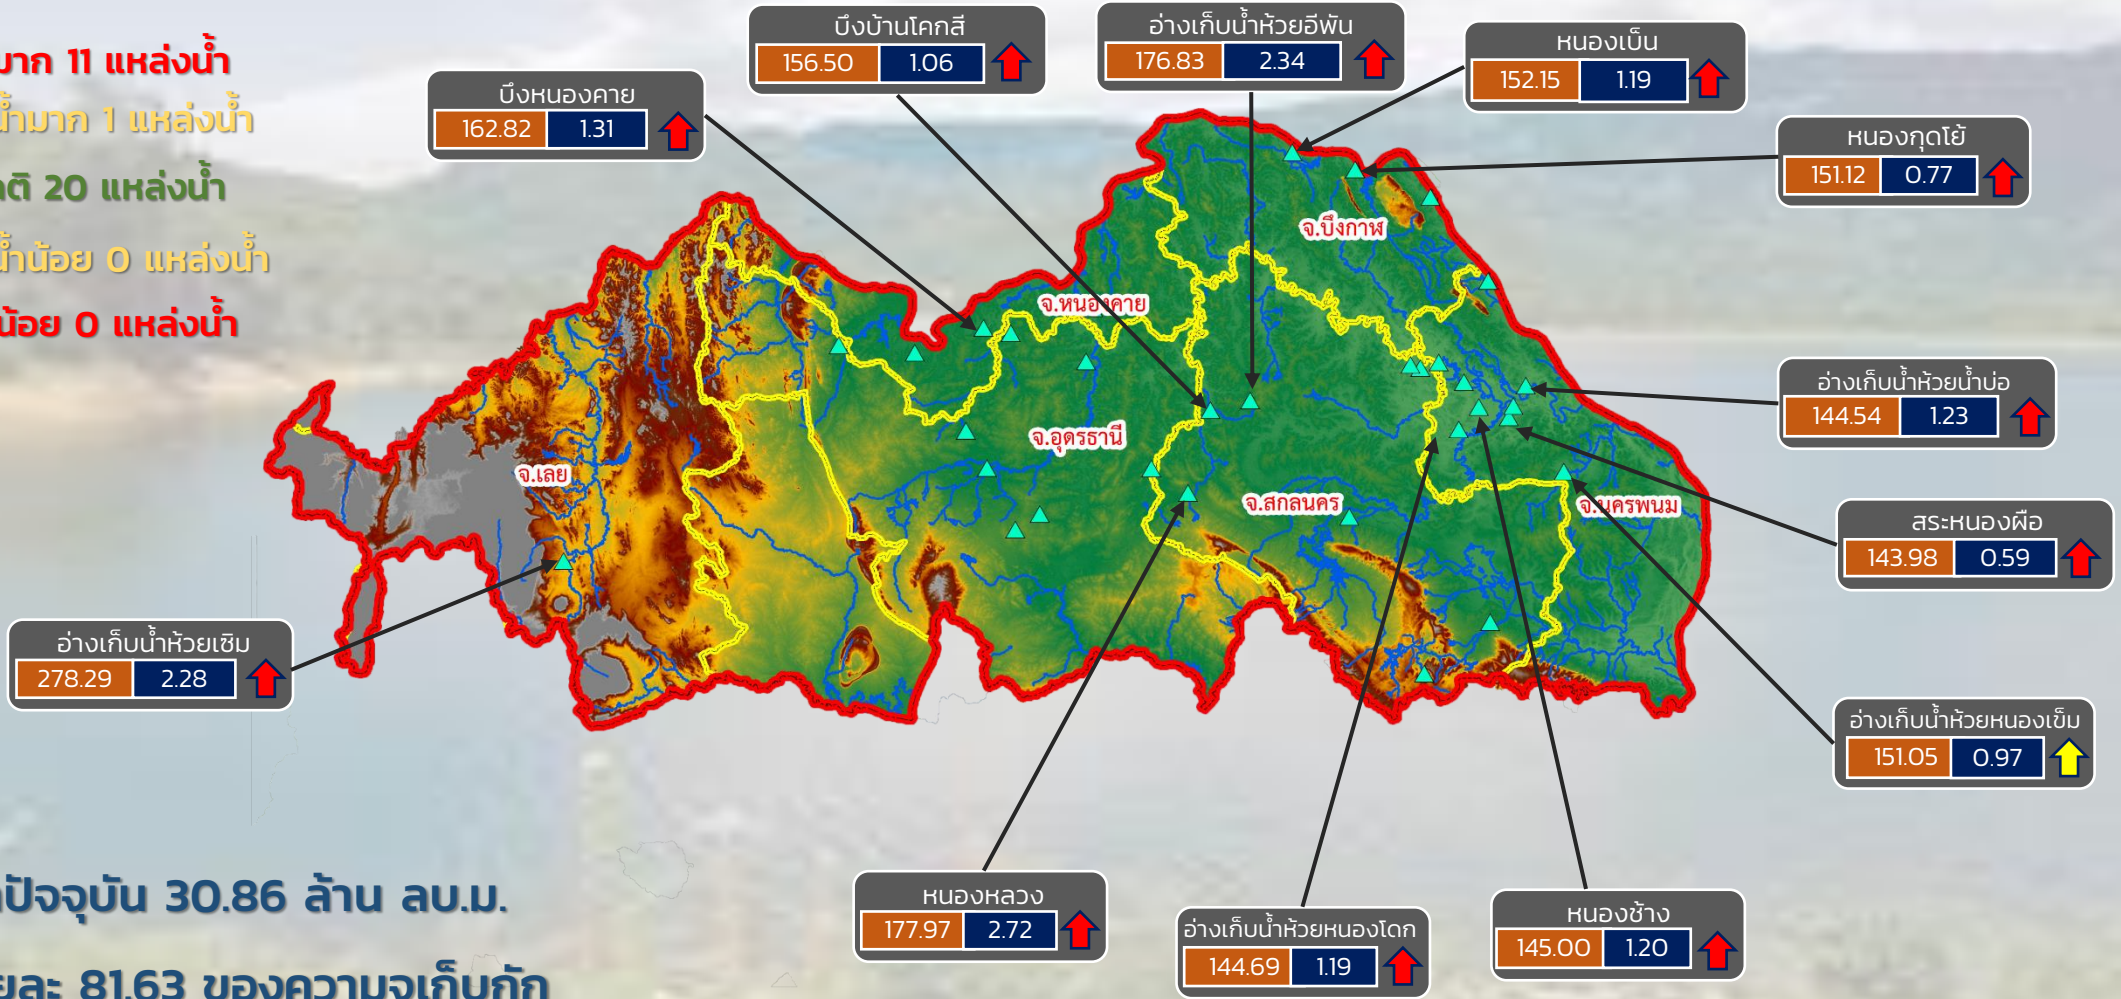 มาก 11 แหล่งน้ำ
น้ำมาก 1 แหล่งน้ำ
20 แหล่งน้ำ
น้ำน้อย 0 แหล่งน้ำ
น้อย 0 แหล่งน้ำ
บึงหนองคาย
162.82 1.31
บึงบ้านโคกสี
156.50 1.06
อ่างเก็บน้ำห้วยอีพัน
176.83 2.34
หนองเบ็น
152.15 1.19
หนองกุดโย้
151.12 0.77
จ.บึงกาฬ
จ.หนองคาย
จ.อุดรธานี
จ.เลย
จ.สกลนคร
จ.นครพนม
อ่างเก็บน้ำห้วยน้ำบ่อ
144.54 1.23
สระหนองผือ
143.98 0.59
อ่างเก็บน้ำห้วยเซิม
278.29 2.28
อ่างเก็บน้ำห้วยหนองเข็ม
151.05 0.97
หนองหลวง
177.97 2.72
อ่างเก็บน้ำห้วยหนองโดก
144.69 1.19
หนองช้าง
145.00 1.20
ปัจจุบัน 30.86 ล้าน ลบ.ม.
ยละ 81.63 ของความจุเก็บกัก